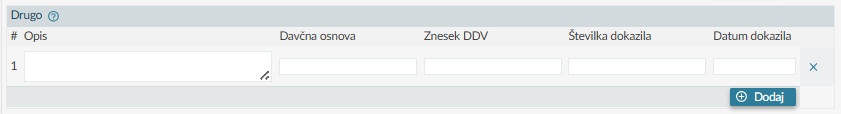 Drugo
# Opis Davčna osnova Znesek DDV Številka dokazila Datum dokazila
1
Dodaj